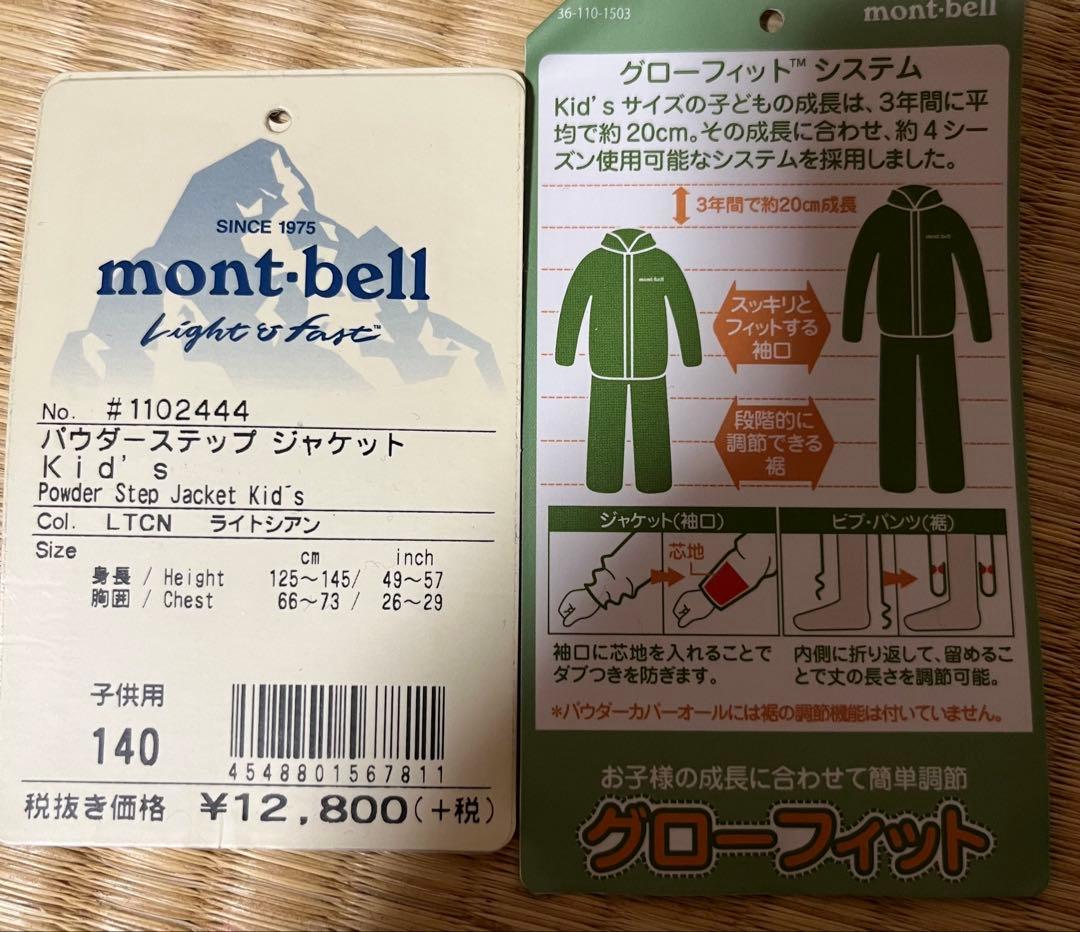 SINCE 1975
mont·bell
Light & Fast™
No. #1102444
パウダーステップ ジャケット
Kid's
Powder Step Jacket Kid´s
Col. LTCN ライトシアン
Size
cm inch
身長 / Height 125～145/ 49～57
胸囲 / Chest 66～73 / 26～29
子供用
140
4548801567811
税抜き価格 ¥12,800(+税)
36-110-1503
mont·bell
グローフィット™ システム
Kid'sサイズの子どもの成長は、3年間に平
均で約20cm。その成長に合わせ、約4シー
ズン使用可能なシステムを採用しました。
3年間で約20cm成長
mont·bell
mont·bell
スッキリと
フィットする
袖口
段階的に
調節できる
裾
ジャケット(袖口)
芯地
袖口に芯地を入れることで
ダブつきを防ぎます。
ビブ・パンツ(裾)
内側に折り返して、留めるこ
とで丈の長さを調節可能。
*パウダーカバーオールには裾の調節機能は付いていません。
お子様の成長に合わせて簡単調節
グローフィット